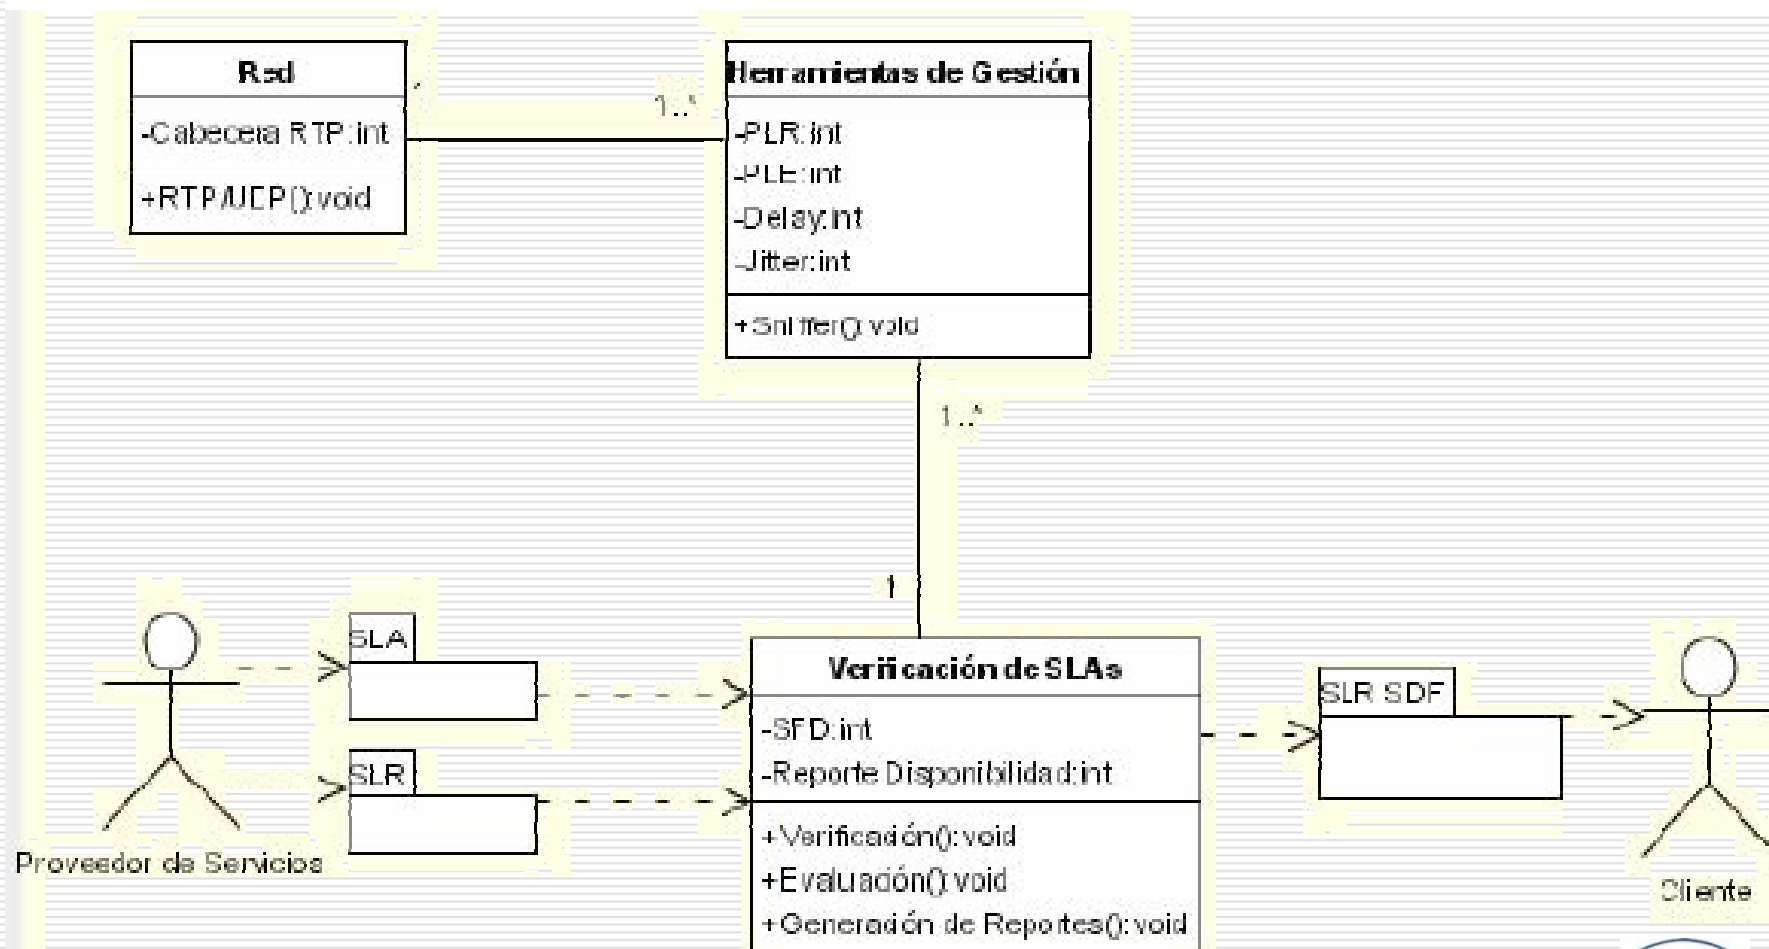 Red
-Cabecera RTP:int
+RTP/UDP():void
1..*
Herramientas de Gestión
-PLR:int
-PLE:int
-Delay:int
-Jitter:int
+Sniffer():void
1..*
1
SLA
SLR
Proveedor de Servicios
Verificación de SLAs
-SFD:int
-Reporte Disponibilidad:int
+Verificación():void
+Evaluación():void
+Generación de Reportes():void
SLR SDF
Cliente